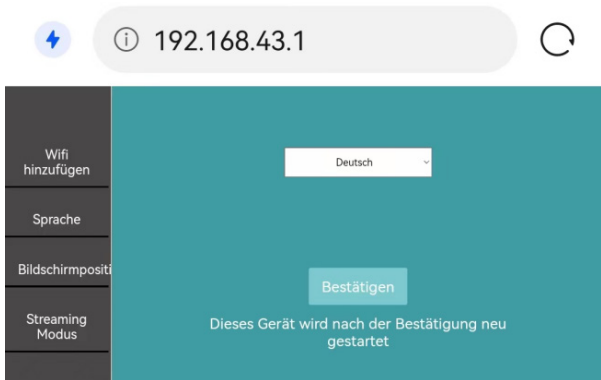 192.168.43.1
Wifi
hinzufügen
Sprache
Bildschirmpositi
Streaming
Modus
Deutsch
Bestätigen
Dieses Gerät wird nach der Bestätigung neu
gestartet